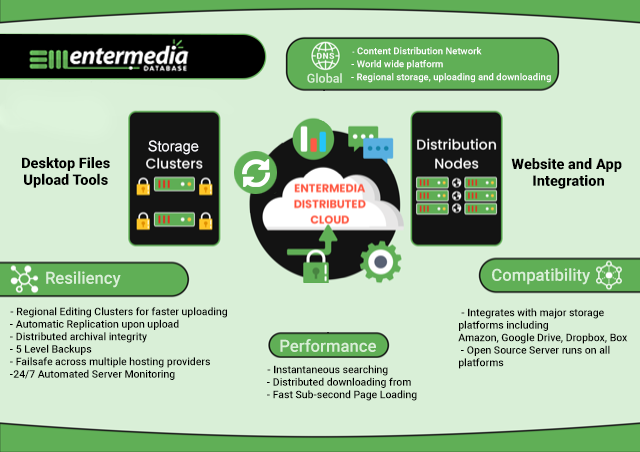 entermedia
DATABASE
DNS
Global
- Content Distribution Network
- World wide platform
- Regional storage, uploading and downloading
Desktop Files
Upload Tools
Storage
Clusters
ENTERMEDIA
DISTRIBUTED
CLOUD
Distribution
Nodes
Website and App
Integration
Resiliency
- Regional Editing Clusters for faster uploading
- Automatic Replication upon upload
- Distributed archival integrity
- 5 Level Backups
- Failsafe across multiple hosting providers
-24/7 Automated Server Monitoring
Performance
- Instantaneous searching
- Distributed downloading from
- Fast Sub-second Page Loading
Compatibility
- Integrates with major storage
platforms including
Amazon, Google Drive, Dropbox, Box
- Open Source Server runs on all
platforms